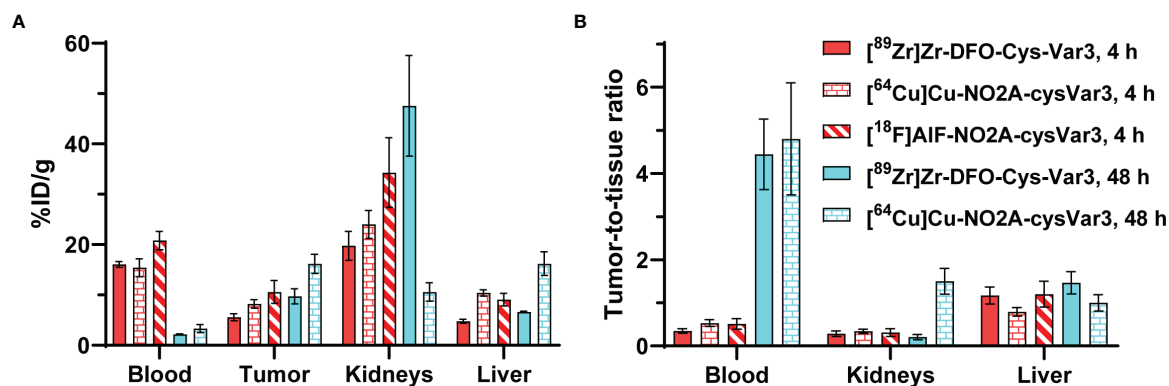 A
%ID/g
60
40
20
0
Blood Tumor Kidneys Liver
B
Tumor-to-tissue ratio
6
4
2
0
Blood Kidneys Liver
[⁸⁹Zr]Zr-DFO-Cys-Var3, 4 h
[⁶⁴Cu]Cu-NO2A-cysVar3, 4 h
[¹⁸F]AlF-NO2A-cysVar3, 4 h
[⁸⁹Zr]Zr-DFO-Cys-Var3, 48 h
[⁶⁴Cu]Cu-NO2A-cysVar3, 48 h